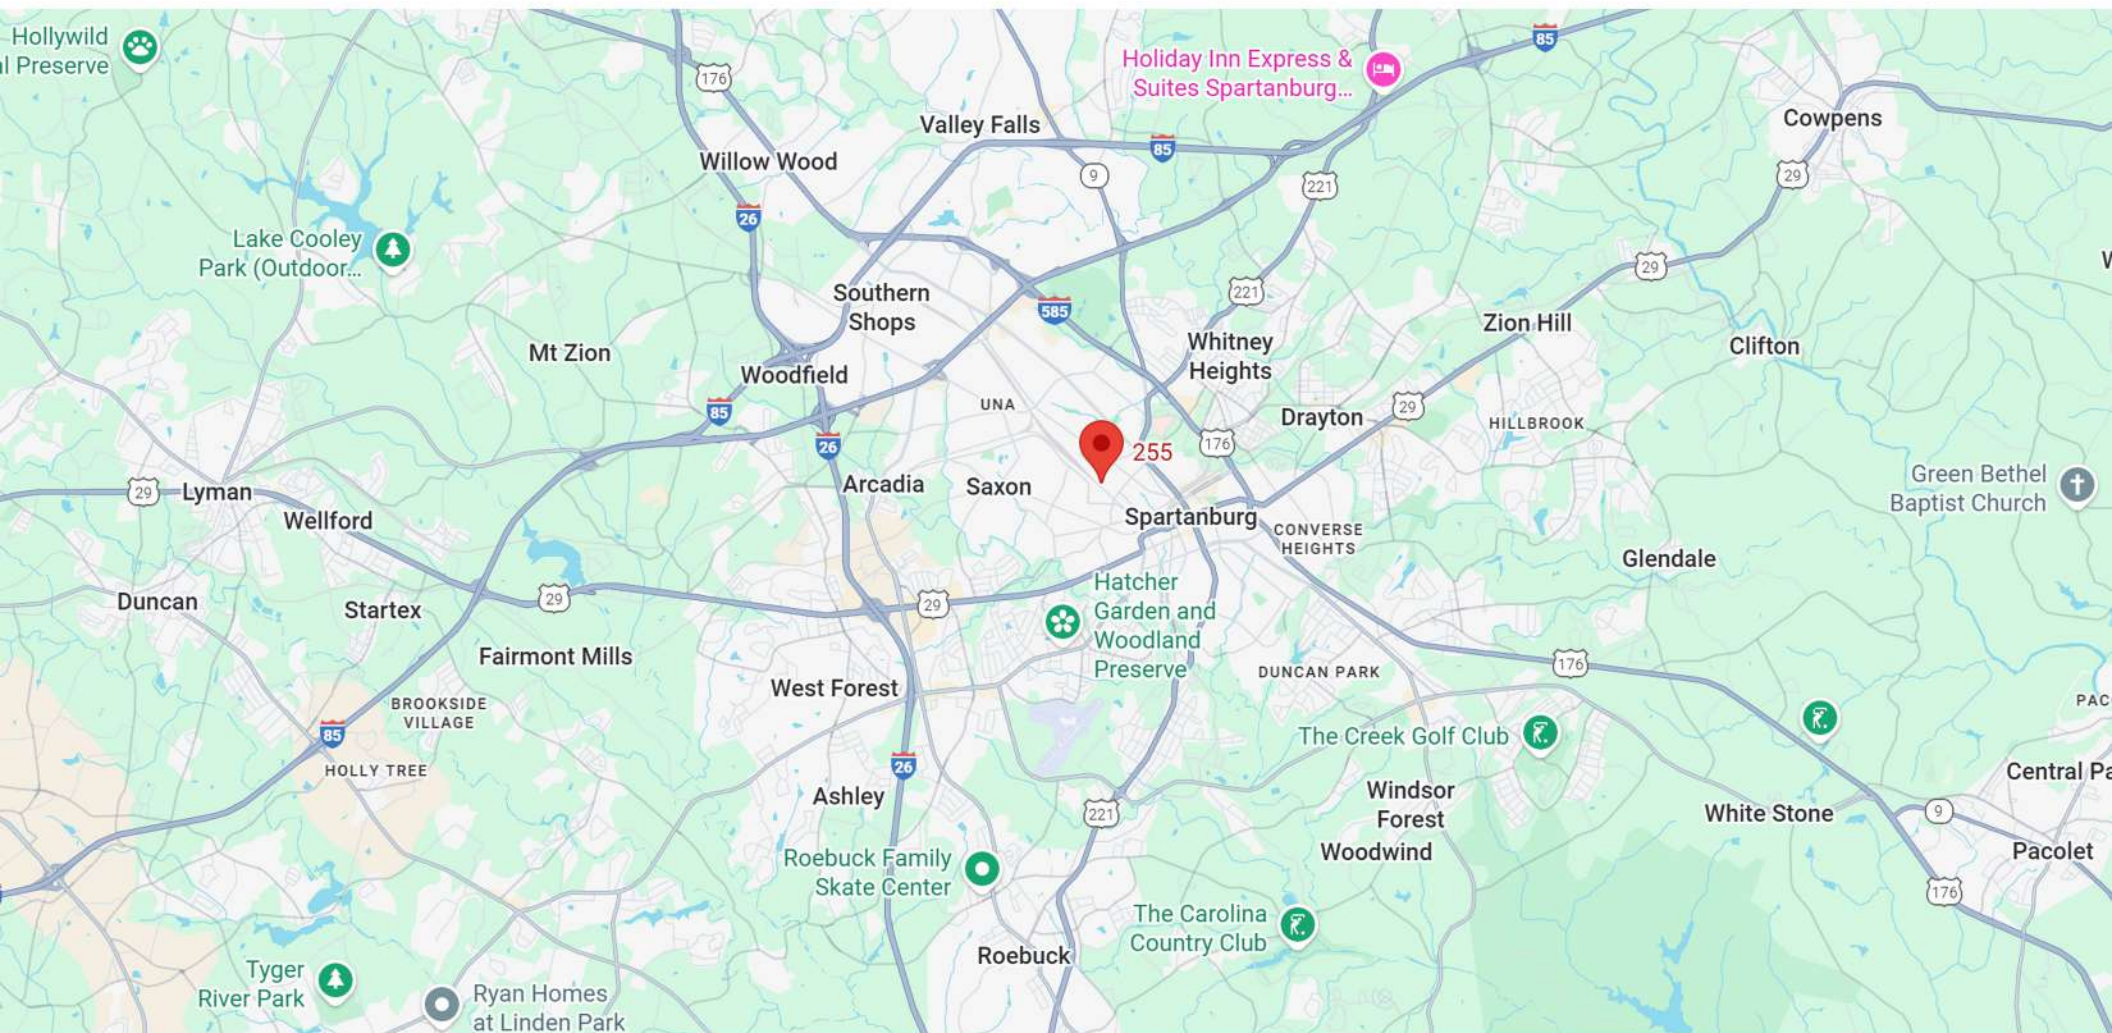 Hollywild
al Preserve
176
Holiday Inn Express &
Suites Spartanburg...
85
Valley Falls
85
Cowpens
Willow Wood
9
221
29
26
Lake Cooley
Park (Outdoor...
29
Southern
Shops
585
221
Zion Hill
Whitney
Heights
Clifton
Mt Zion
Woodfield
85
UNA
Drayton
29
HILLBROOK
26
255
176
Arcadia
Saxon
Green Bethel
Baptist Church
29
Lyman
Wellford
Spartanburg
CONVERSE
HEIGHTS
Glendale
Duncan
Startex
29
29
Hatcher
Garden and
Woodland
Preserve
Fairmont Mills
West Forest
DUNCAN PARK
176
BROOKSIDE
VILLAGE
85
The Creek Golf Club
HOLLY TREE
26
Ashley
221
Windsor
Forest
White Stone
9
Central Pa
Woodwind
Pacolet
Roebuck Family
Skate Center
176
The Carolina
Country Club
Roebuck
Tyger
River Park
Ryan Homes
at Linden Park
PAC